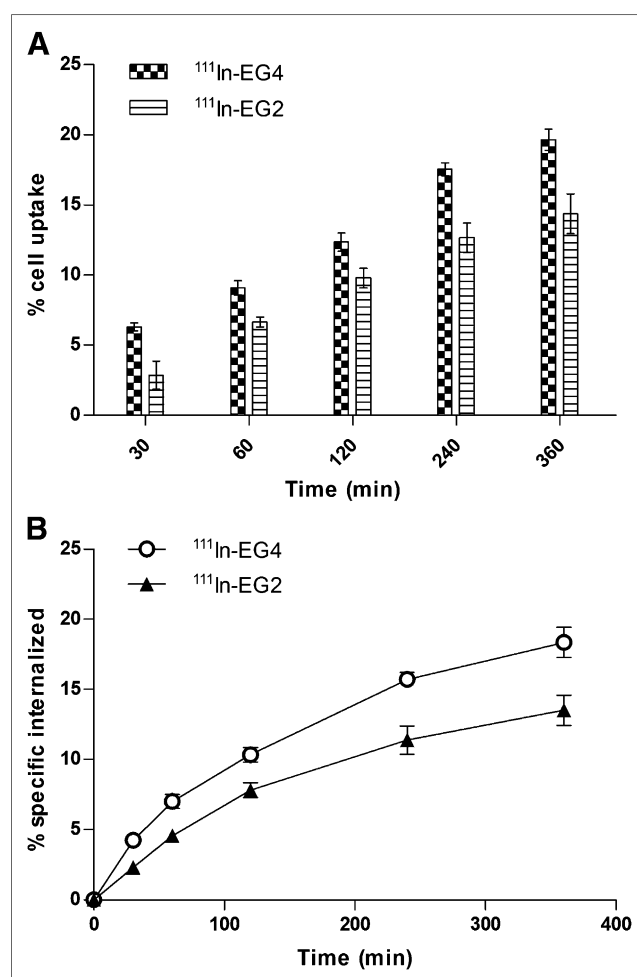 A
25
20
15
10
5
0
% cell uptake
¹¹¹In-EG4
¹¹¹In-EG2
30 60 120 240 360
Time (min)
B
25
20
15
10
5
0
% specific internalized
¹¹¹In-EG4
¹¹¹In-EG2
0 100 200 300 400
Time (min)